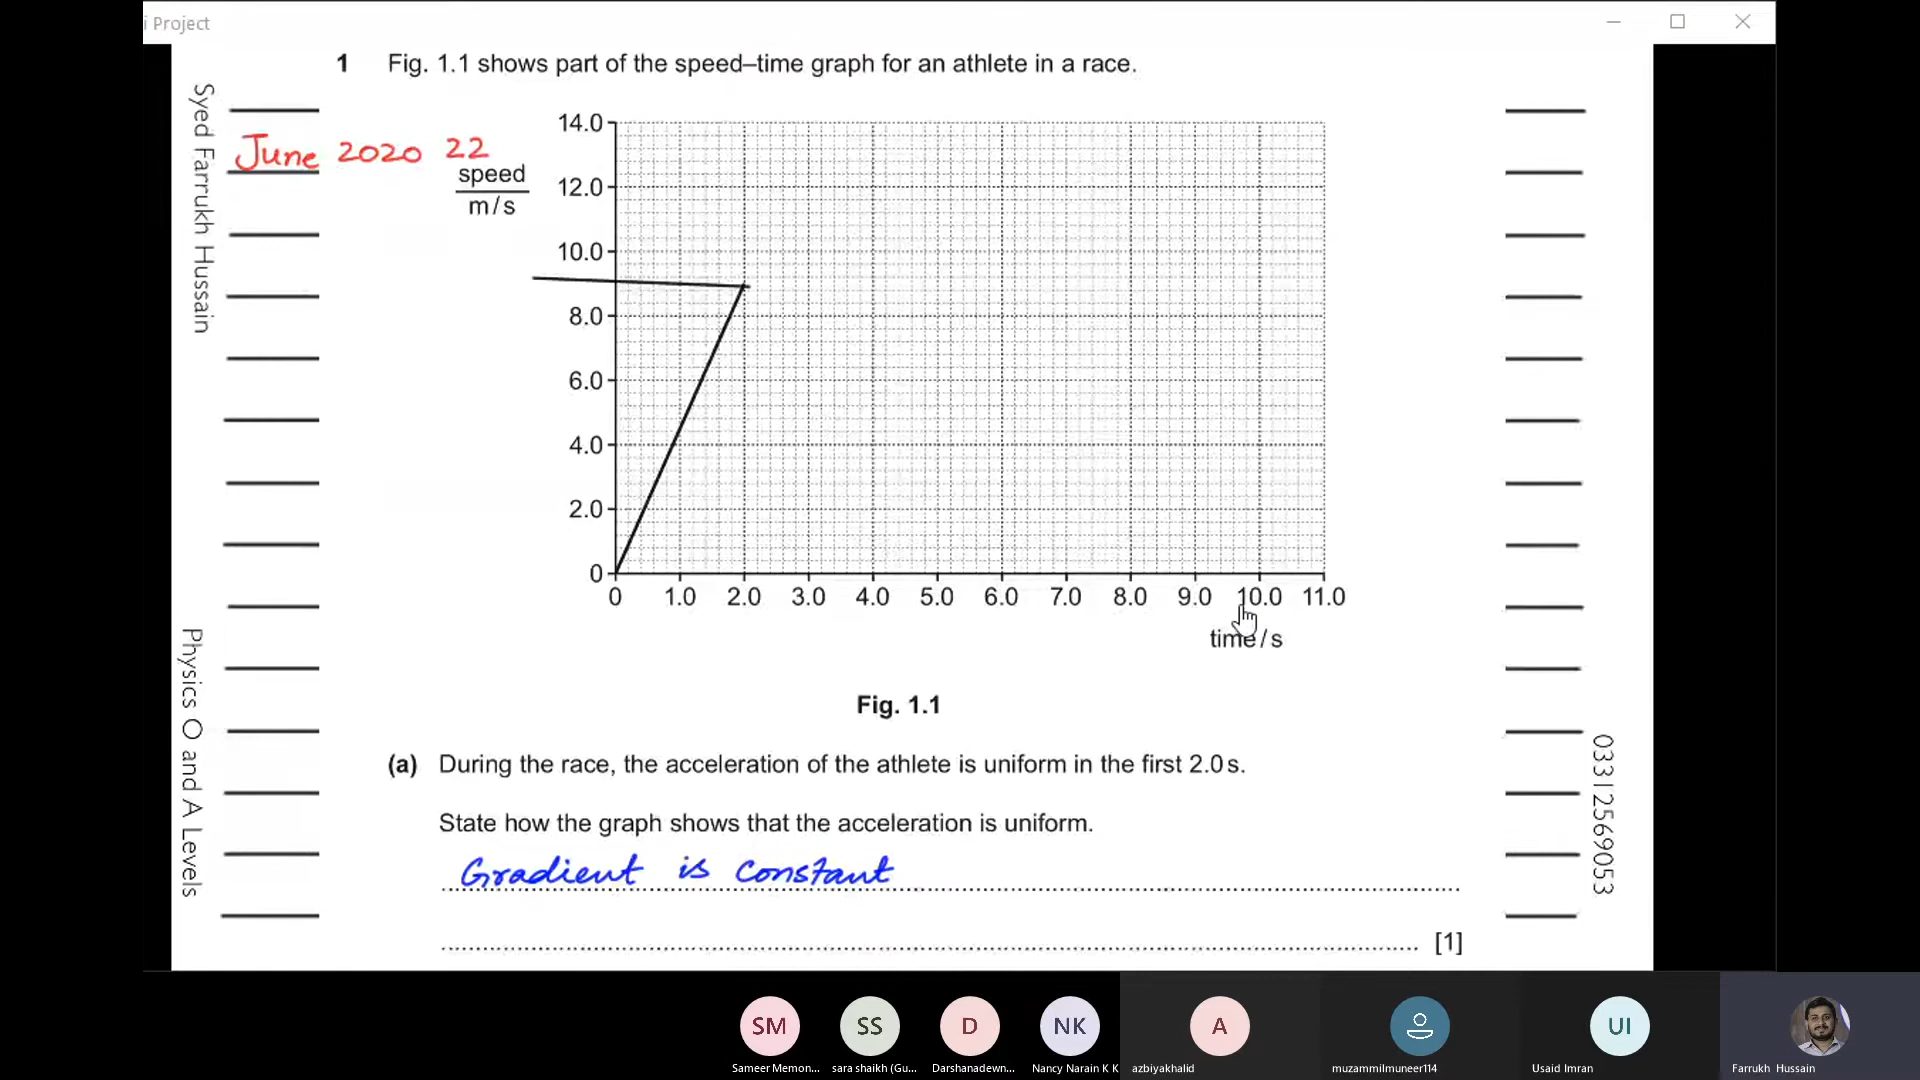 i Project
1 Fig. 1.1 shows part of the speed–time graph for an athlete in a race.
Syed Farrukh Hussain
June 2020 22
speed
m/s
14.0
12.0
10.0
8.0
6.0
4.0
2.0
0
0 1.0 2.0 3.0 4.0 5.0 6.0 7.0 8.0 9.0 10.0 11.0
time/s
Fig. 1.1
Physics O and A Levels
03312569053
(a) During the race, the acceleration of the athlete is uniform in the first 2.0 s.
State how the graph shows that the acceleration is uniform.
Gradient is constant
[1]
SM SS D NK A UI
Sameer Memon... sara shaikh (Gu... Darshanadewn... Nancy Narain K K azbiyakhalid muzammilmuneer114 Usaid Imran Farrukh Hussain